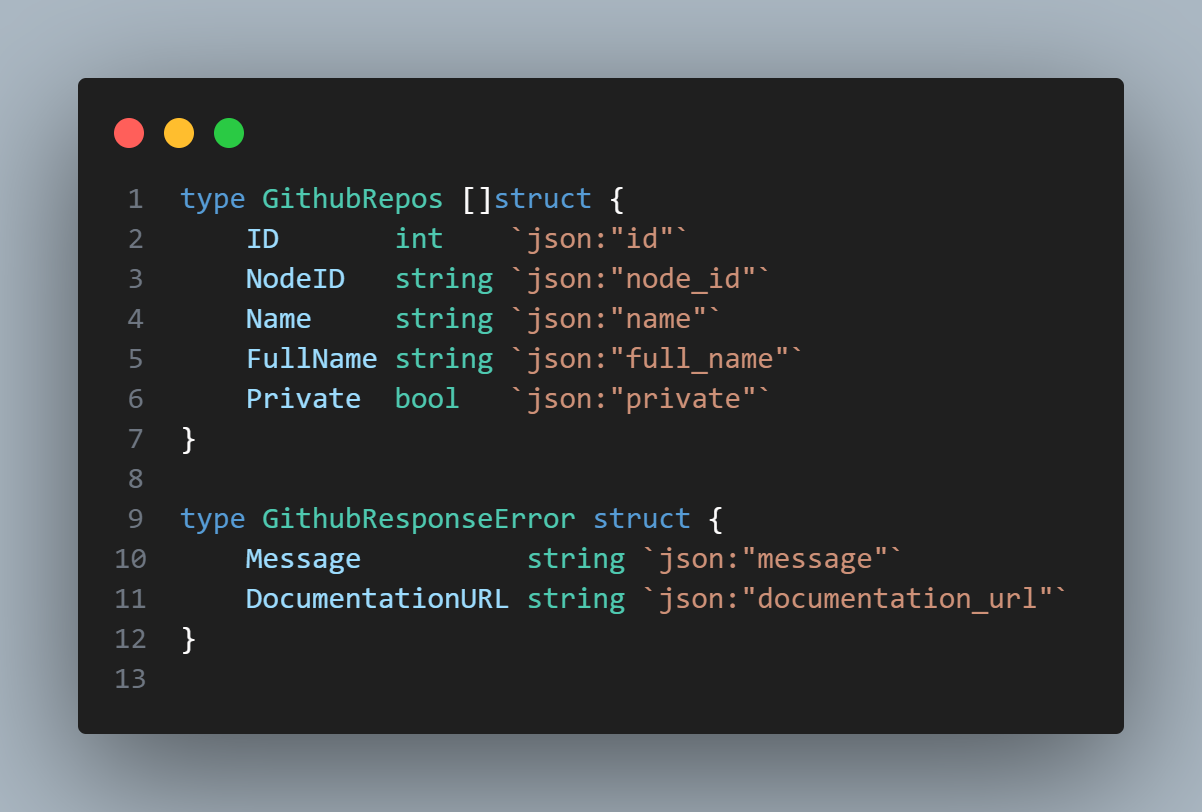 1 type GithubRepos []struct {
2     ID       int    `json:"id"`
3     NodeID   string `json:"node_id"`
4     Name     string `json:"name"`
5     FullName string `json:"full_name"`
6     Private  bool   `json:"private"`
7 }
8
9 type GithubResponseError struct {
10     Message          string `json:"message"`
11     DocumentationURL string `json:"documentation_url"`
12 }
13